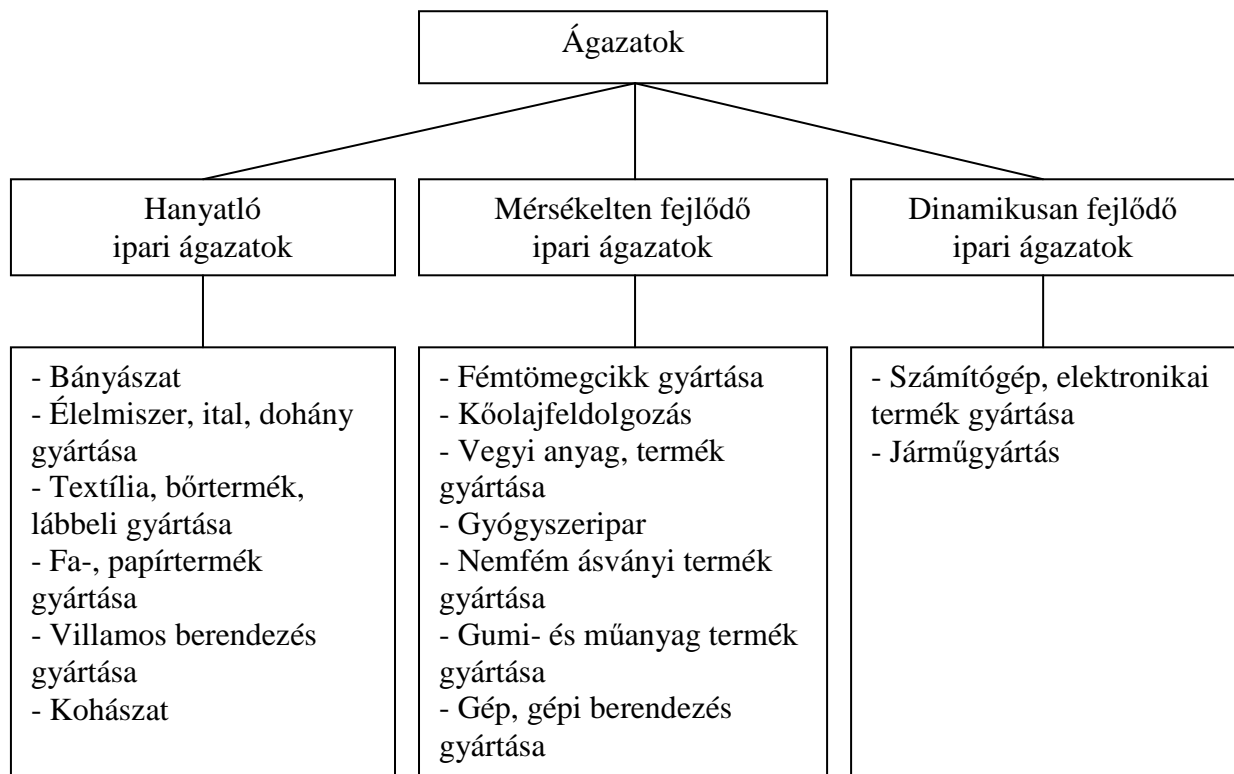 Ágazatok
Hanyatló
ipari ágazatok
Mérsékelten fejlődő
ipari ágazatok
Dinamikusan fejlődő
ipari ágazatok
- Bányászat
- Élelmiszer, ital, dohány
gyártása
- Textília, bőrtermék,
lábbeli gyártása
- Fa-, papírtermék
gyártása
- Villamos berendezés
gyártása
- Kohászat
- Fémtömegcikk gyártása
- Kőolajfeldolgozás
- Vegyi anyag, termék
gyártása
- Gyógyszeripar
- Nemfém ásványi termék
gyártása
- Gumi- és műanyag termék
gyártása
- Gép, gépi berendezés
gyártása
- Számítógép, elektronikai
termék gyártása
- Járműgyártás